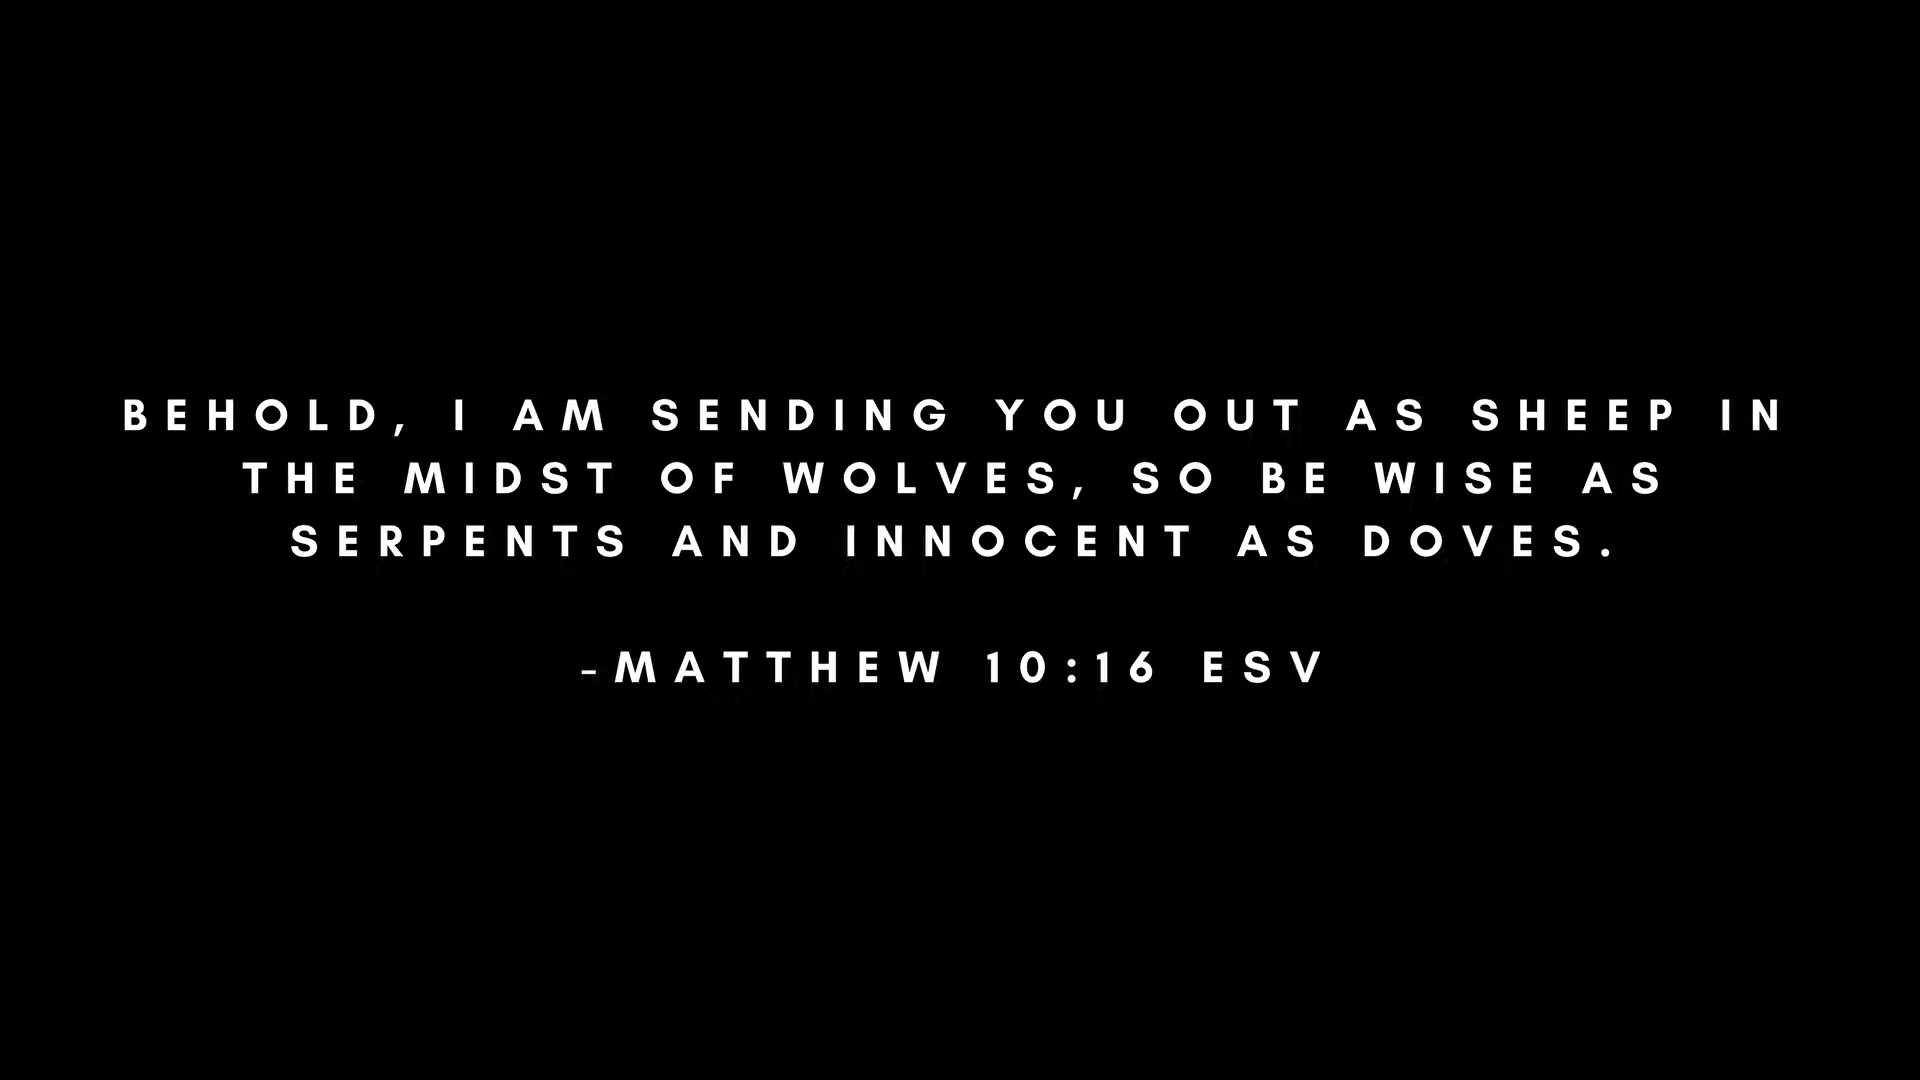 BEHOLD, I AM SENDING YOU OUT AS SHEEP IN
THE MIDST OF WOLVES, SO BE WISE AS
SERPENTS AND INNOCENT AS DOVES.
-MATTHEW 10:16 ESV